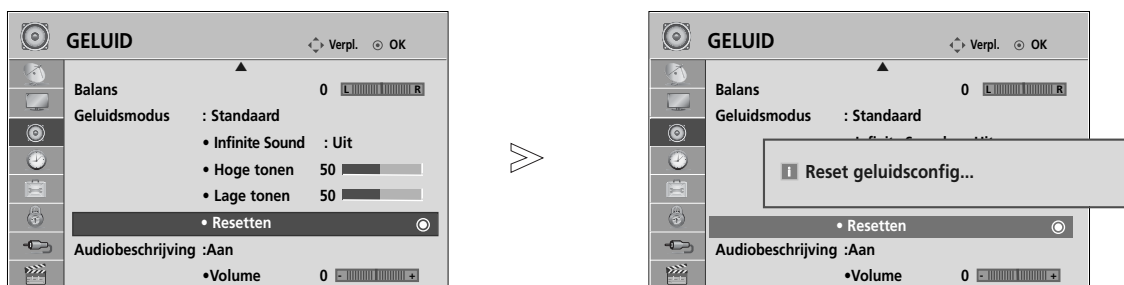 GELUID Verpl. OK
Balans 0 L R
Geluidsmodus : Standaard
• Infinite Sound : Uit
• Hoge tonen 50
• Lage tonen 50
• Resetten
Audiobeschrijving :Aan
•Volume 0 - +
GELUID Verpl. OK
Balans 0 L R
Geluidsmodus : Standaard
i Reset geluidsconfig...
• Resetten
Audiobeschrijving :Aan
•Volume 0 - +